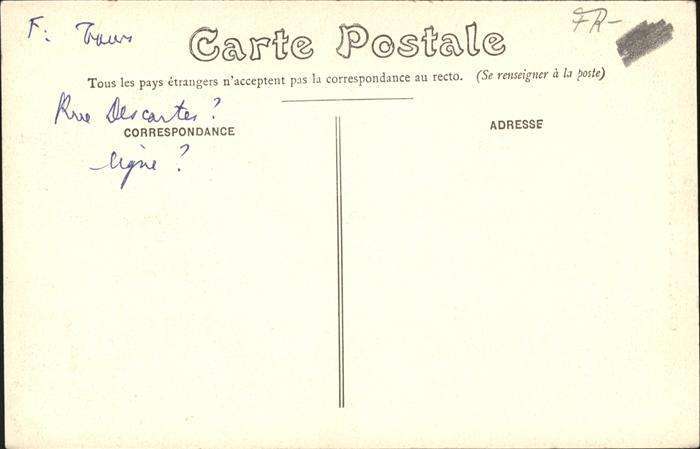 F: Tours
FR-
Carte Postale
Tous les pays étrangers n'acceptent pas la correspondance au recto. (Se renseigner à la poste)
Rue Descartes?
CORRESPONDANCE
ADRESSE
ligne?